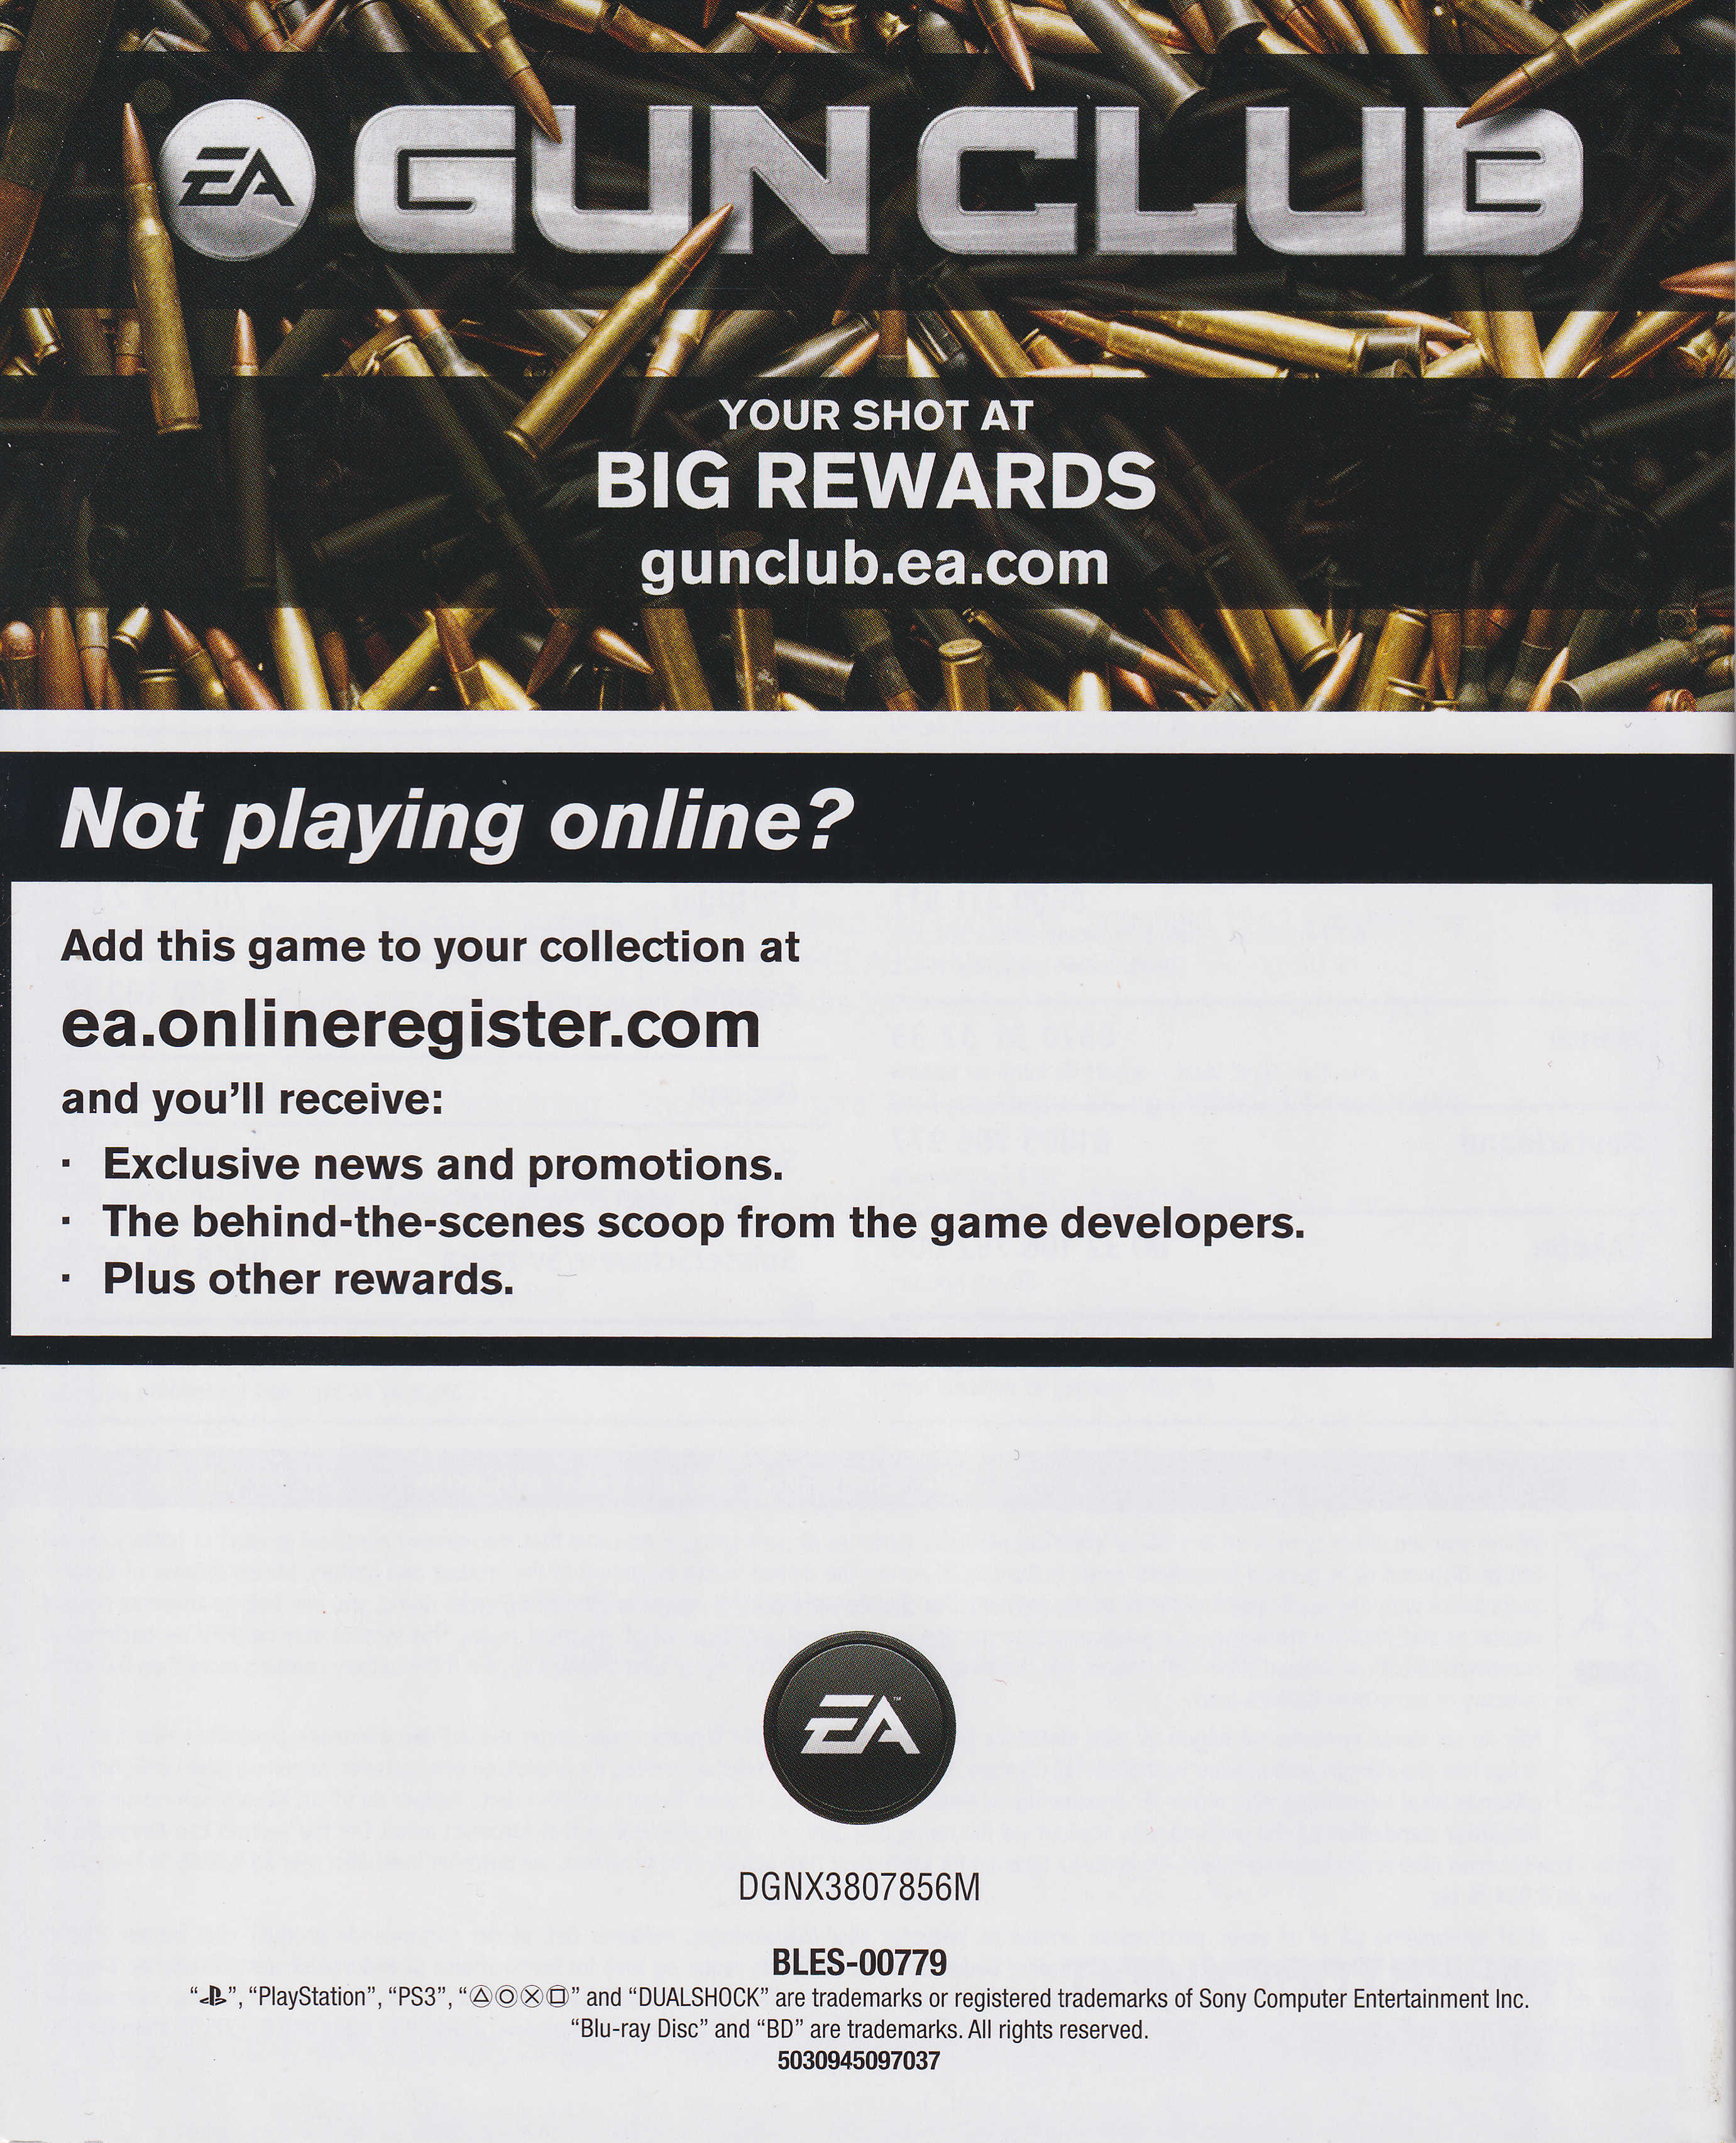 EA GUN CLUB
YOUR SHOT AT
BIG REWARDS
gunclub.ea.com
Not playing online?
Add this game to your collection at
ea.onlineregister.com
and you’ll receive:
· Exclusive news and promotions.
· The behind-the-scenes scoop from the game developers.
· Plus other rewards.
EA™
DGNX3807856M
BLES-00779
“PS”, “PlayStation”, “PS3”, “△○✕□” and “DUALSHOCK” are trademarks or registered trademarks of Sony Computer Entertainment Inc.
“Blu-ray Disc” and “BD” are trademarks. All rights reserved.
5030945097037